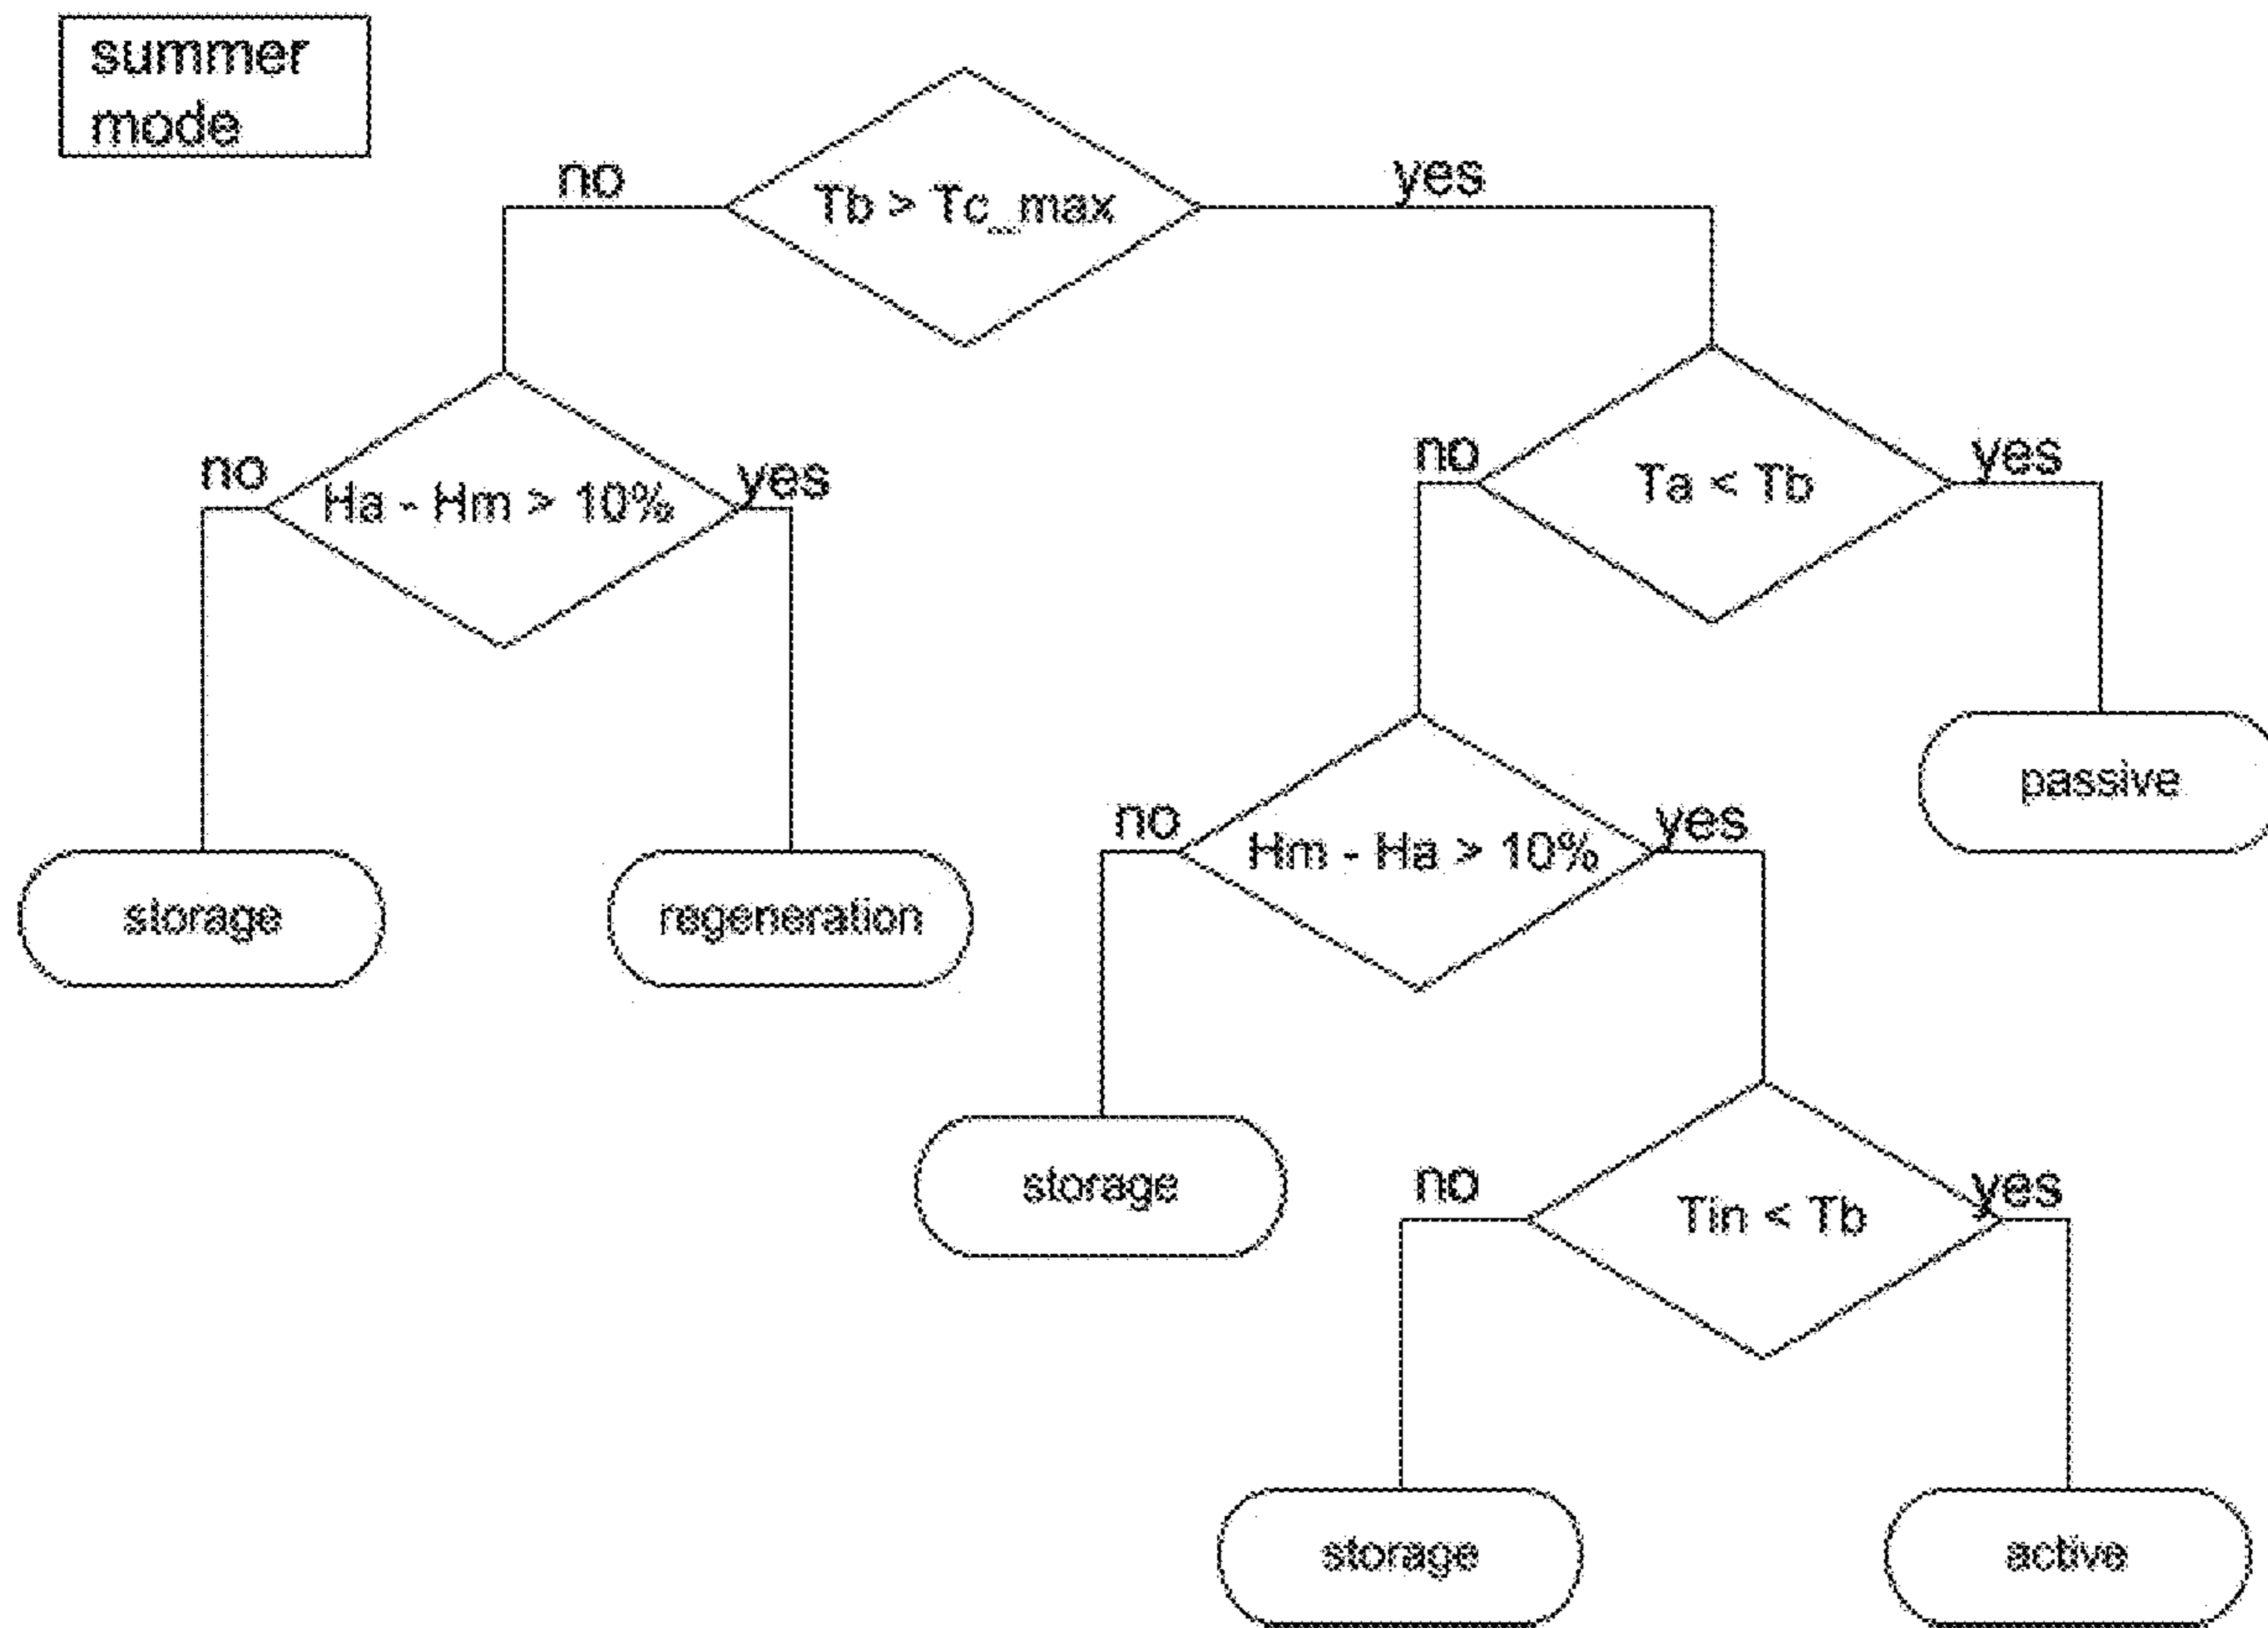 summer
mode
no
Tb > Tc_max
yes
no
Ha - Hm > 10%
yes
no
Ta < Tb
yes
passive
no
Hm - Ha > 10%
yes
storage
regeneration
storage
no
Tin < Tb
yes
storage
active